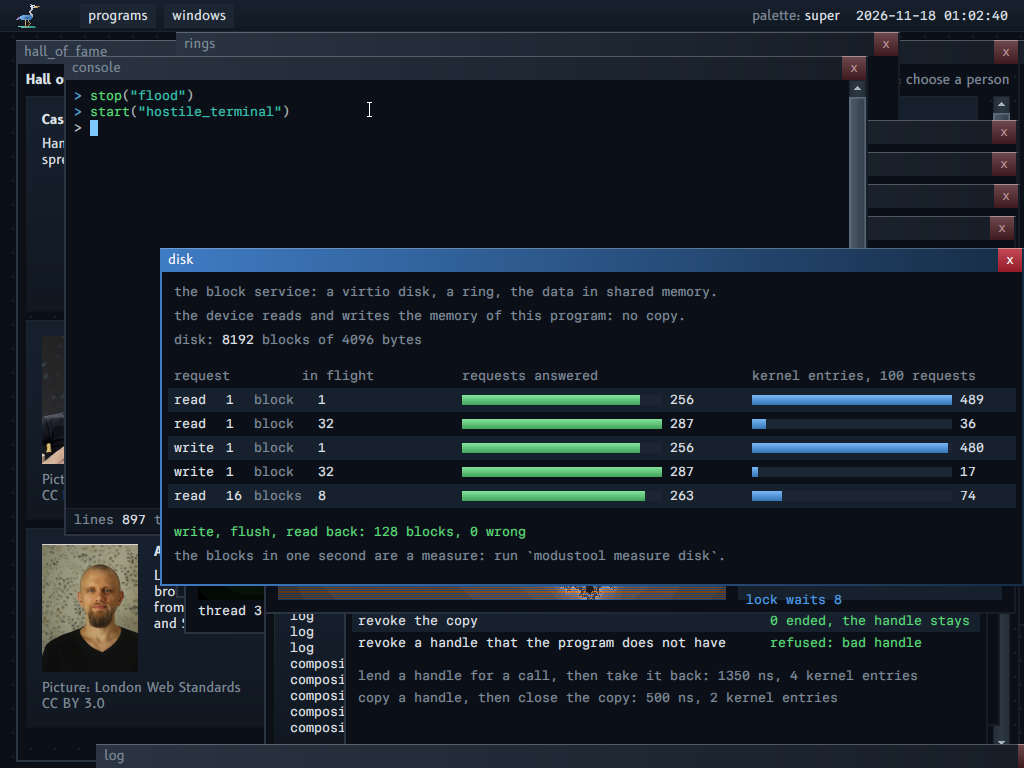 programs windows palette: super 2026-11-18 01:02:40
rings x
hall_of_fame x
console x
Hall o choose a person
> stop("flood")
> start("hostile_terminal")
>
Cas
Han
spre
x
x
x
x
disk x
the block service: a virtio disk, a ring, the data in shared memory.
the device reads and writes the memory of this program: no copy.
disk: 8192 blocks of 4096 bytes
request in flight requests answered kernel entries, 100 requests
read 1 block 1 256 489
read 1 block 32 287 36
write 1 block 1 256 480
write 1 block 32 287 17
read 16 blocks 8 263 74
write, flush, read back: 128 blocks, 0 wrong
the blocks in one second are a measure: run `modustool measure disk`.
Pict
CC
lines 897 t
A
L
bro
from
and S
Picture: London Web Standards
CC BY 3.0
thread 3
lock waits 8
log
log
log
composi
composi
composi
composi
composi
revoke the copy 0 ended, the handle stays
revoke a handle that the program does not have refused: bad handle
lend a handle for a call, then take it back: 1350 ns, 4 kernel entries
copy a handle, then close the copy: 500 ns, 2 kernel entries
log